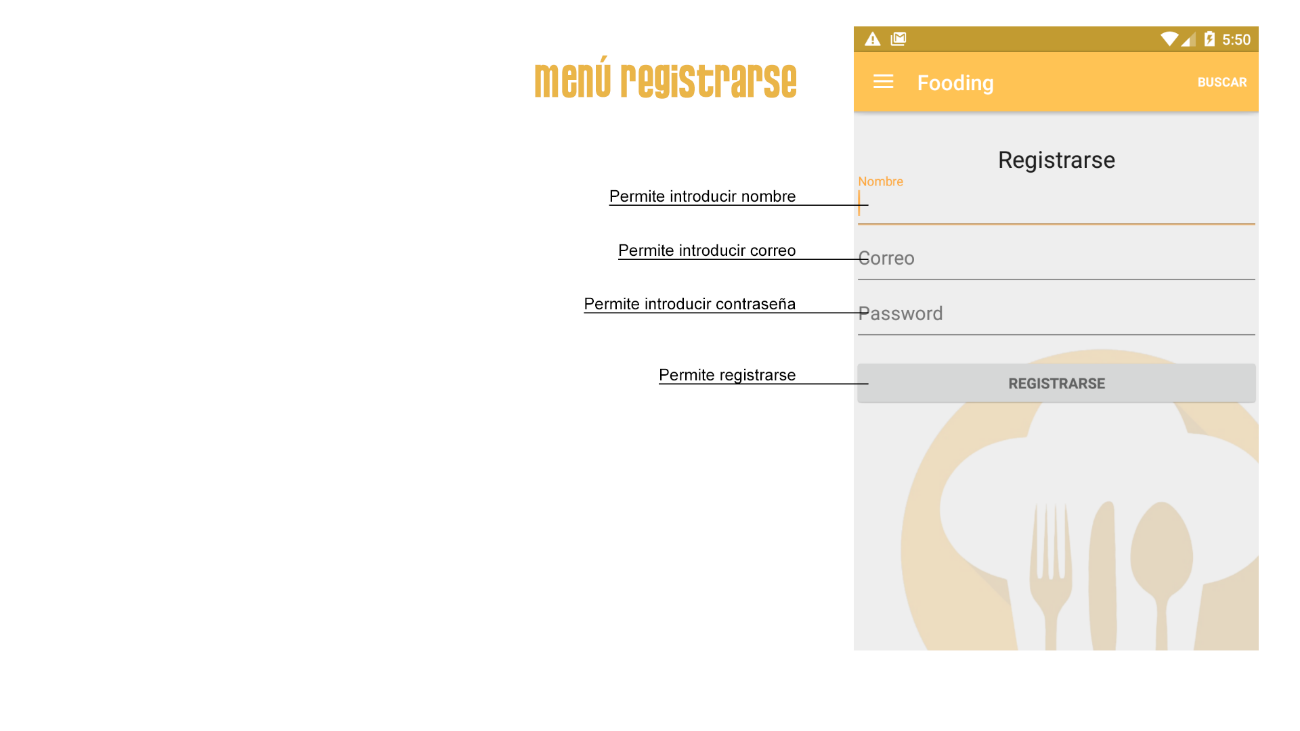 menú registrarse
Permite introducir nombre
Permite introducir correo
Permite introducir contraseña
Permite registrarse
5:50
Fooding
BUSCAR
Registrarse
Nombre
Correo
Password
REGISTRARSE